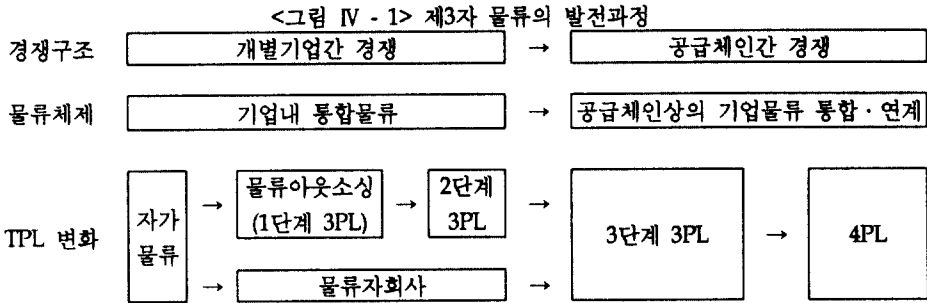 <그림 Ⅳ - 1> 제3자 물류의 발전과정
경쟁구조 개별기업간 경쟁 → 공급체인간 경쟁
물류체제 기업내 통합물류 → 공급체인상의 기업물류 통합·연계
TPL 변화
자가
물류
→ 물류아웃소싱
(1단계 3PL)
→ 2단계
3PL
→ 3단계 3PL → 4PL
→ 물류자회사 →